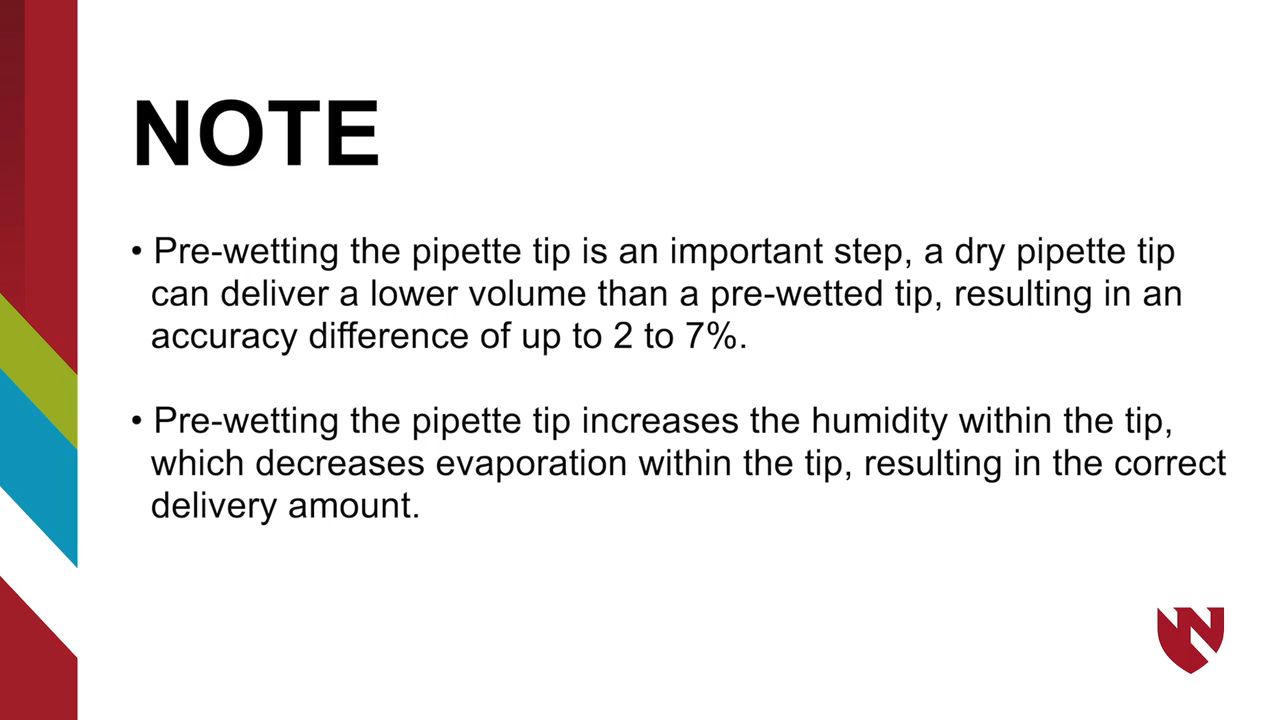 NOTE
• Pre-wetting the pipette tip is an important step, a dry pipette tip
can deliver a lower volume than a pre-wetted tip, resulting in an
accuracy difference of up to 2 to 7%.
• Pre-wetting the pipette tip increases the humidity within the tip,
which decreases evaporation within the tip, resulting in the correct
delivery amount.